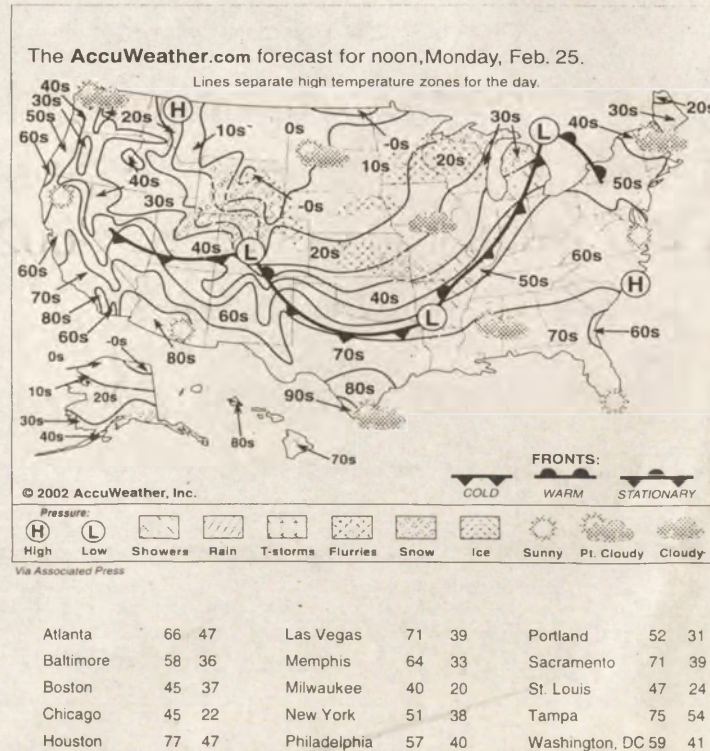 The AccuWeather.com forecast for noon, Monday, Feb. 25.
Lines separate high temperature zones for the day.
40s
30s
50s
60s
20s
H
10s
0s
-0s
30s
L
40s
30s
20s
10s
20s
50s
40s
30s
-0s
60s
40s
L
20s
60s
70s
80s
60s
60s
40s
50s
H
L
80s
70s
70s
60s
0s
-0s
10s
20s
30s
40s
90s
80s
80s
70s
FRONTS:
© 2002 AccuWeather, Inc.
COLD WARM STATIONARY
Pressure:
H L
High Low Showers Rain T-storms Flurries Snow Ice Sunny Pt. Cloudy Cloudy
Via Associated Press
Atlanta 66 47 Las Vegas 71 39 Portland 52 31
Baltimore 58 36 Memphis 64 33 Sacramento 71 39
Boston 45 37 Milwaukee 40 20 St. Louis 47 24
Chicago 45 22 New York 51 38 Tampa 75 54
Houston 77 47 Philadelphia 57 40 Washington, DC 59 41